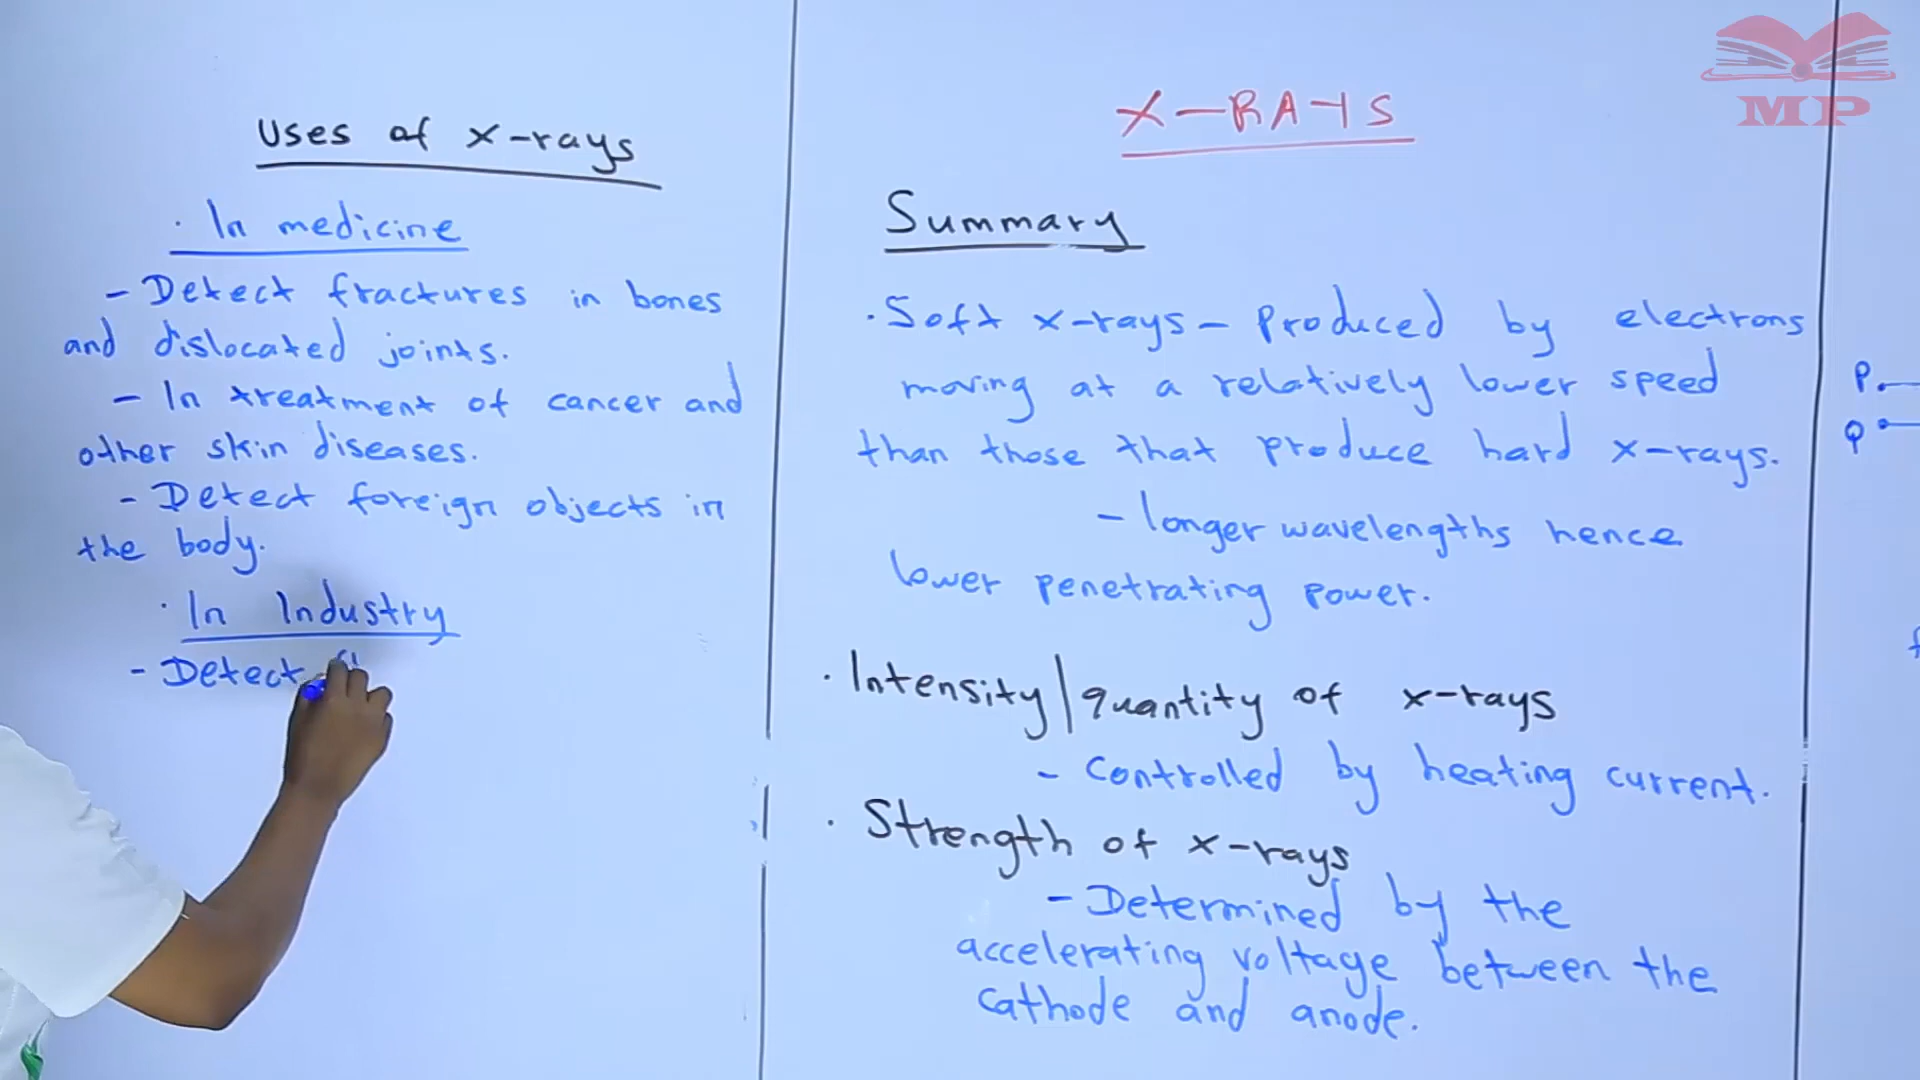 Uses of x-rays
· In medicine
- Detect fractures in bones
and dislocated joints.
- In treatment of cancer and
other skin diseases.
- Detect foreign objects in
the body.
· In Industry
- Detect
X-RAYS
Summary
· Soft x-rays - Produced by electrons
moving at a relatively lower speed
than those that produce hard x-rays.
- longer wavelengths hence
lower penetrating power.
· Intensity/quantity of x-rays
- Controlled by heating current.
· Strength of x-rays
- Determined by the
accelerating voltage between the
cathode and anode.
P
Q
MP